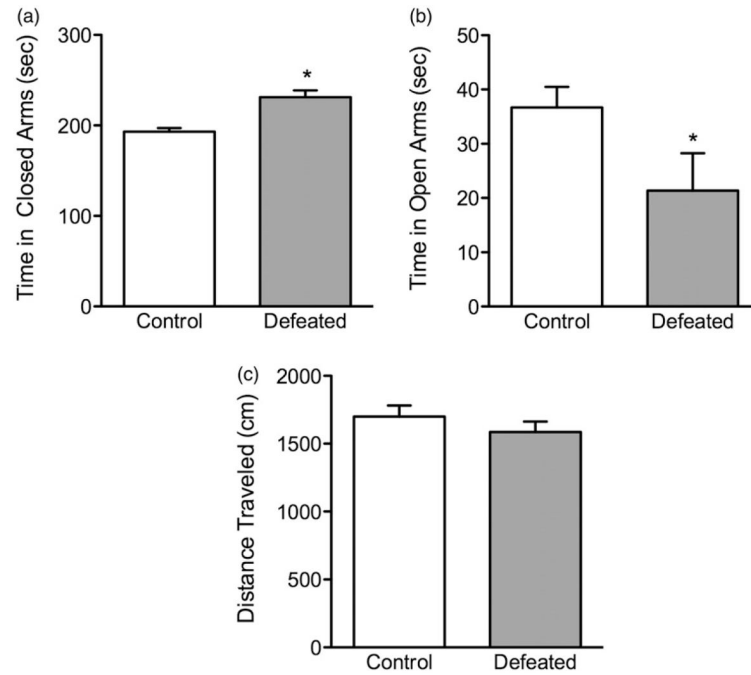 (a)
Time in Closed Arms (sec)
300
200
100
0
*
Control Defeated
(b)
Time in Open Arms (sec)
50
40
30
20
10
0
*
Control Defeated
(c)
Distance Traveled (cm)
2000
1500
1000
500
0
Control Defeated